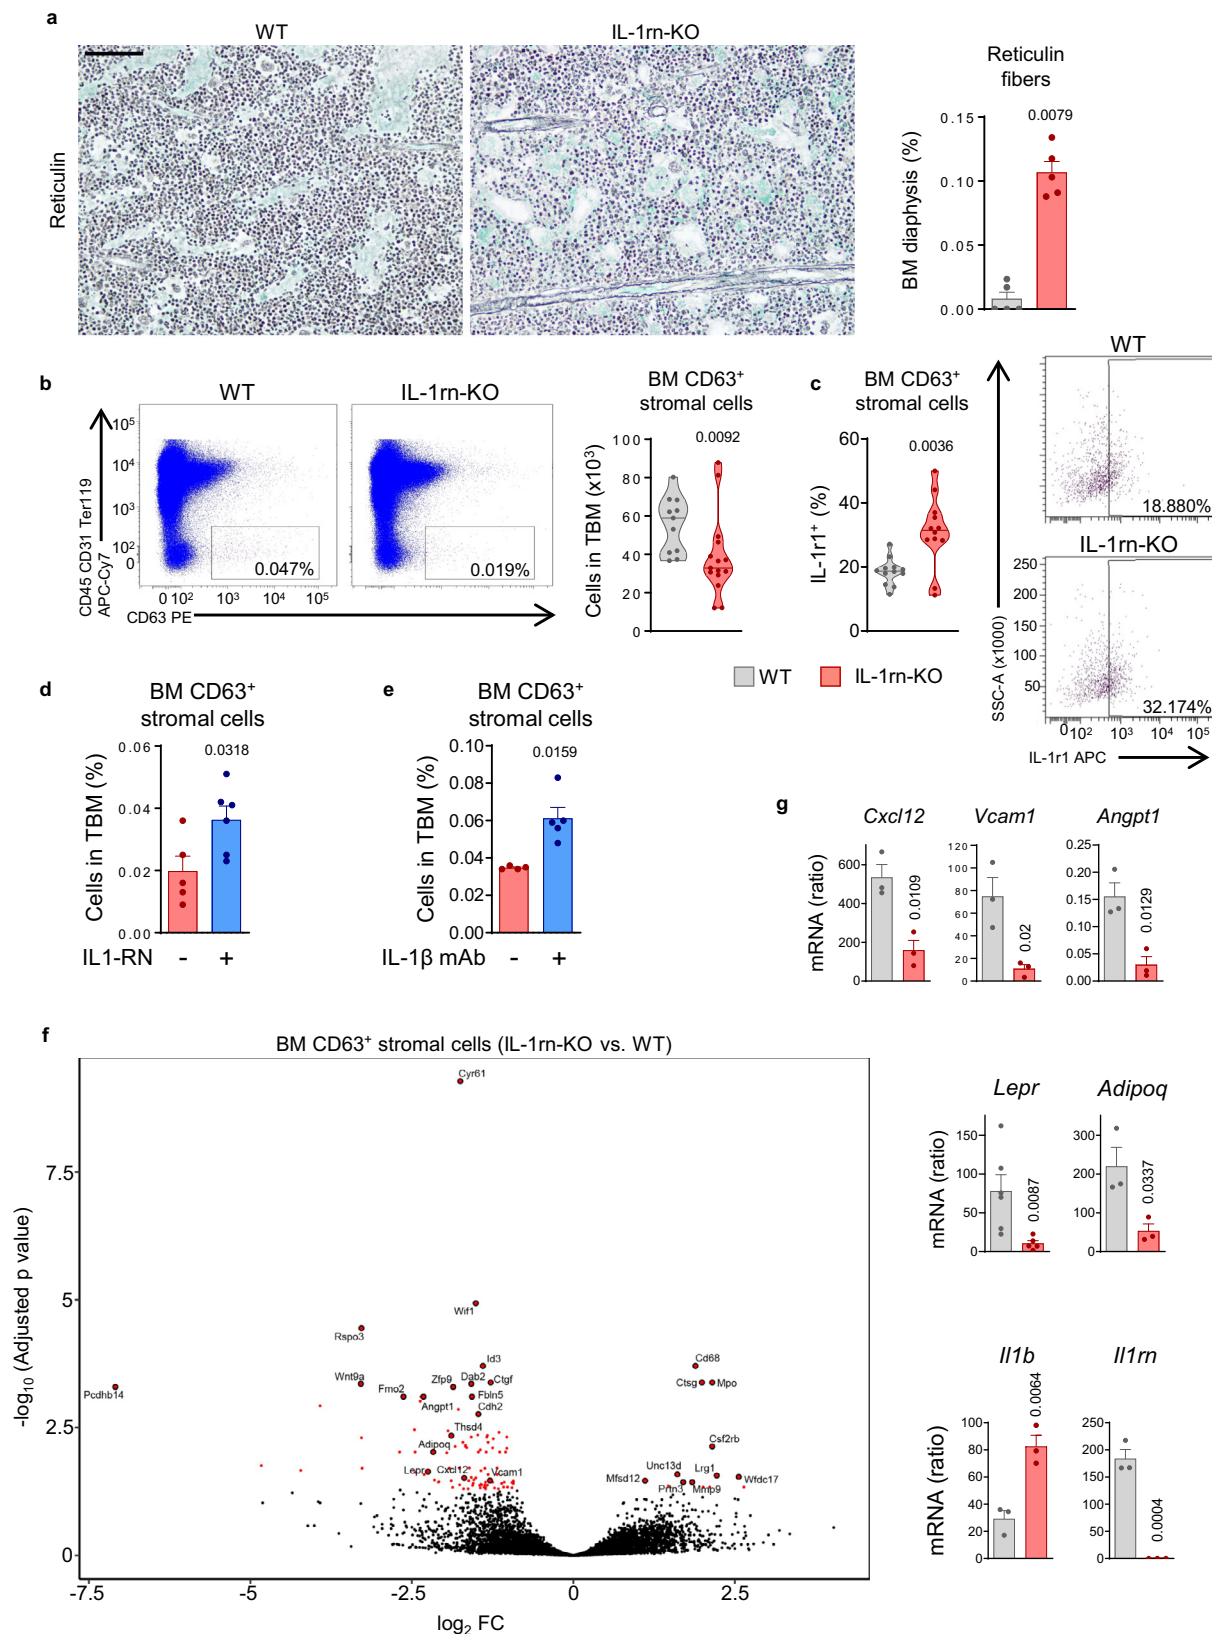 a
WT
IL-1rn-KO
Reticulin
Reticulin
fibers
0.0079
BM diaphysis (%)
0.15
0.10
0.05
0.00
b
WT
IL-1rn-KO
CD45 CD31 Ter119
APC-Cy7
10⁵
10⁴
10³
10²
0
0.047%
0.019%
0 10² 10³ 10⁴ 10⁵
0 10² 10³ 10⁴ 10⁵
CD63 PE
BM CD63⁺
stromal cells
0.0092
Cells in TBM (x10³)
100
80
60
40
20
0
c
BM CD63⁺
stromal cells
0.0036
IL-1r1⁺ (%)
60
40
20
0
WT
18.880%
IL-1rn-KO
32.174%
SSC-A (x1000)
250
200
150
100
50
0 10² 10³ 10⁴ 10⁵
IL-1r1 APC
WT
IL-1rn-KO
d
BM CD63⁺
stromal cells
0.0318
Cells in TBM (%)
0.06
0.04
0.02
0.00
IL1-RN - +
e
BM CD63⁺
stromal cells
0.0159
Cells in TBM (%)
0.10
0.08
0.06
0.04
0.02
0.00
IL-1β mAb - +
g
Cxcl12
mRNA (ratio)
600
400
200
0
0.0109
Vcam1
120
100
80
60
40
20
0
0.02
Angpt1
0.25
0.20
0.15
0.10
0.05
0.00
0.0129
f
BM CD63⁺ stromal cells (IL-1rn-KO vs. WT)
-log₁₀ (Adjusted p value)
7.5
5
2.5
0
Cyr61
Wif1
Rspo3
Id3
Cd68
Wnt9a
Zfp9
Dab2
Ctgf
Ctsg
Mpo
Pcdhb14
Fmo2
Fbln5
Angpt1
Cdh2
Thsd4
Csf2rb
Adipoq
Lepr
Cxcl12
Vcam1
Unc13d
Lrg1
Mfsd12
Prtn3
Mmp9
Wfdc17
-7.5
-5
-2.5
0
2.5
log₂ FC
Lepr
mRNA (ratio)
150
100
50
0
0.0087
Adipoq
300
200
100
0
0.0337
Il1b
mRNA (ratio)
100
80
60
40
20
0
0.0064
Il1rn
250
200
150
100
50
0
0.0004